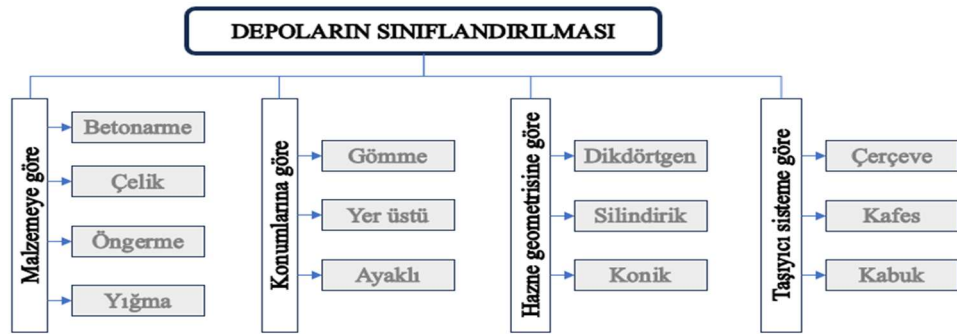 DEPOLARIN SINIFLANDIRILMASI
Malzemeye göre
Betonarme
Çelik
Öngerme
Yığma
Konumlarına göre
Gömme
Yer üstü
Ayaklı
Hazne geometrisine göre
Dikdörtgen
Silindirik
Konik
Taşıyıcı sisteme göre
Çerçeve
Kafes
Kabuk